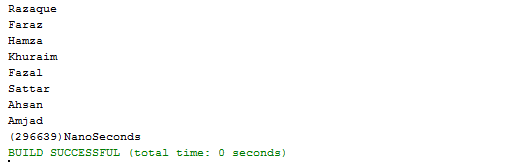 Razaque
Faraz
Hamza
Khuraim
Fazal
Sattar
Ahsan
Amjad
(296639)NanoSeconds
BUILD SUCCESSFUL (total time: 0 seconds)